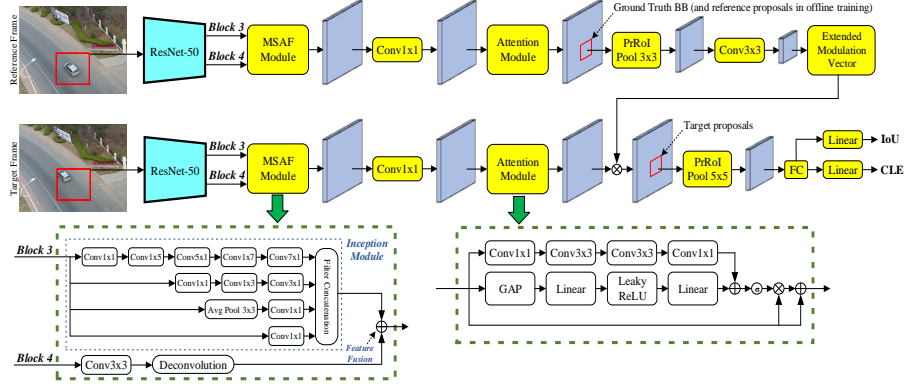 Reference Frame
ResNet-50
Block 3
Block 4
MSAF
Module
Conv1x1
Attention
Module
Ground Truth BB (and reference proposals in offline training)
PrRoI
Pool 3x3
Conv3x3
Extended
Modulation
Vector
Target Frame
ResNet-50
Block 3
Block 4
MSAF
Module
Conv1x1
Attention
Module
Target proposals
PrRoI
Pool 5x5
FC
Linear
IoU
Linear
CLE
Block 3
Inception
Module
Conv1x1
Conv1x5
Conv5x1
Conv1x7
Conv7x1
Conv1x1
Conv1x3
Conv3x1
Avg Pool 3x3
Conv1x1
Conv1x1
Filter Concatenation
Feature
Fusion
Block 4
Conv3x3
Deconvolution
Conv1x1
Conv3x3
Conv3x3
Conv1x1
GAP
Linear
Leaky
ReLU
Linear